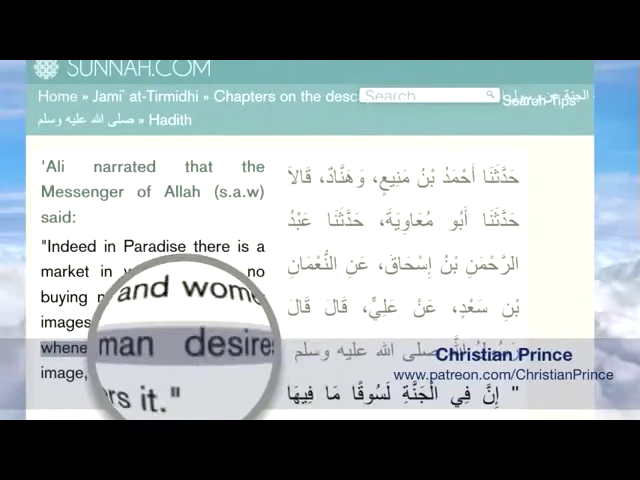 SUNNAH.COM
Home » Jami` at-Tirmidhi » Chapters on the desc
Search
Search Tips
صلى الله عليه وسلم » Hadith
'Ali narrated that the
Messenger of Allah (s.a.w)
said:
"Indeed in Paradise there is a
market in
no
buying
images
whene
image,
and wome
man desires
rs it."
حَدَّثَنَا أَحْمَدُ بْنُ مَنِيعٍ، وَهَنَّادٌ، قَالاَ
حَدَّثَنَا أَبُو مُعَاوِيَةَ، حَدَّثَنَا عَبْدُ
الرَّحْمَنِ بْنُ إِسْحَاقَ، عَنِ النُّعْمَانِ
بْنِ سَعْدٍ، عَنْ عَلِيٍّ، قَالَ قَالَ
صلى الله عليه وسلم
" إِنَّ فِي الْجَنَّةِ لَسُوقًا مَا فِيهَا
Christian Prince
www.patreon.com/ChristianPrince